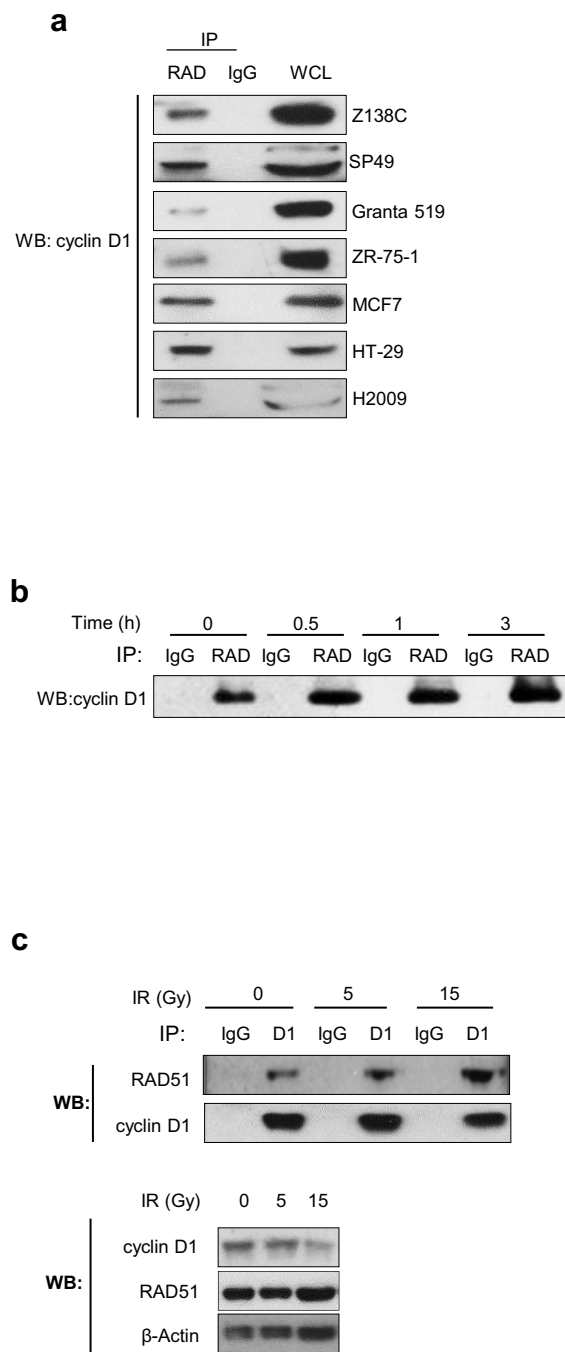 a
IP
RAD IgG WCL
Z138C
SP49
Granta 519
WB: cyclin D1
ZR-75-1
MCF7
HT-29
H2009
b
Time (h) 0 0.5 1 3
IP: IgG RAD IgG RAD IgG RAD IgG RAD
WB:cyclin D1
c
IR (Gy) 0 5 15
IP: IgG D1 IgG D1 IgG D1
RAD51
WB:
cyclin D1
IR (Gy) 0 5 15
cyclin D1
WB: RAD51
β-Actin